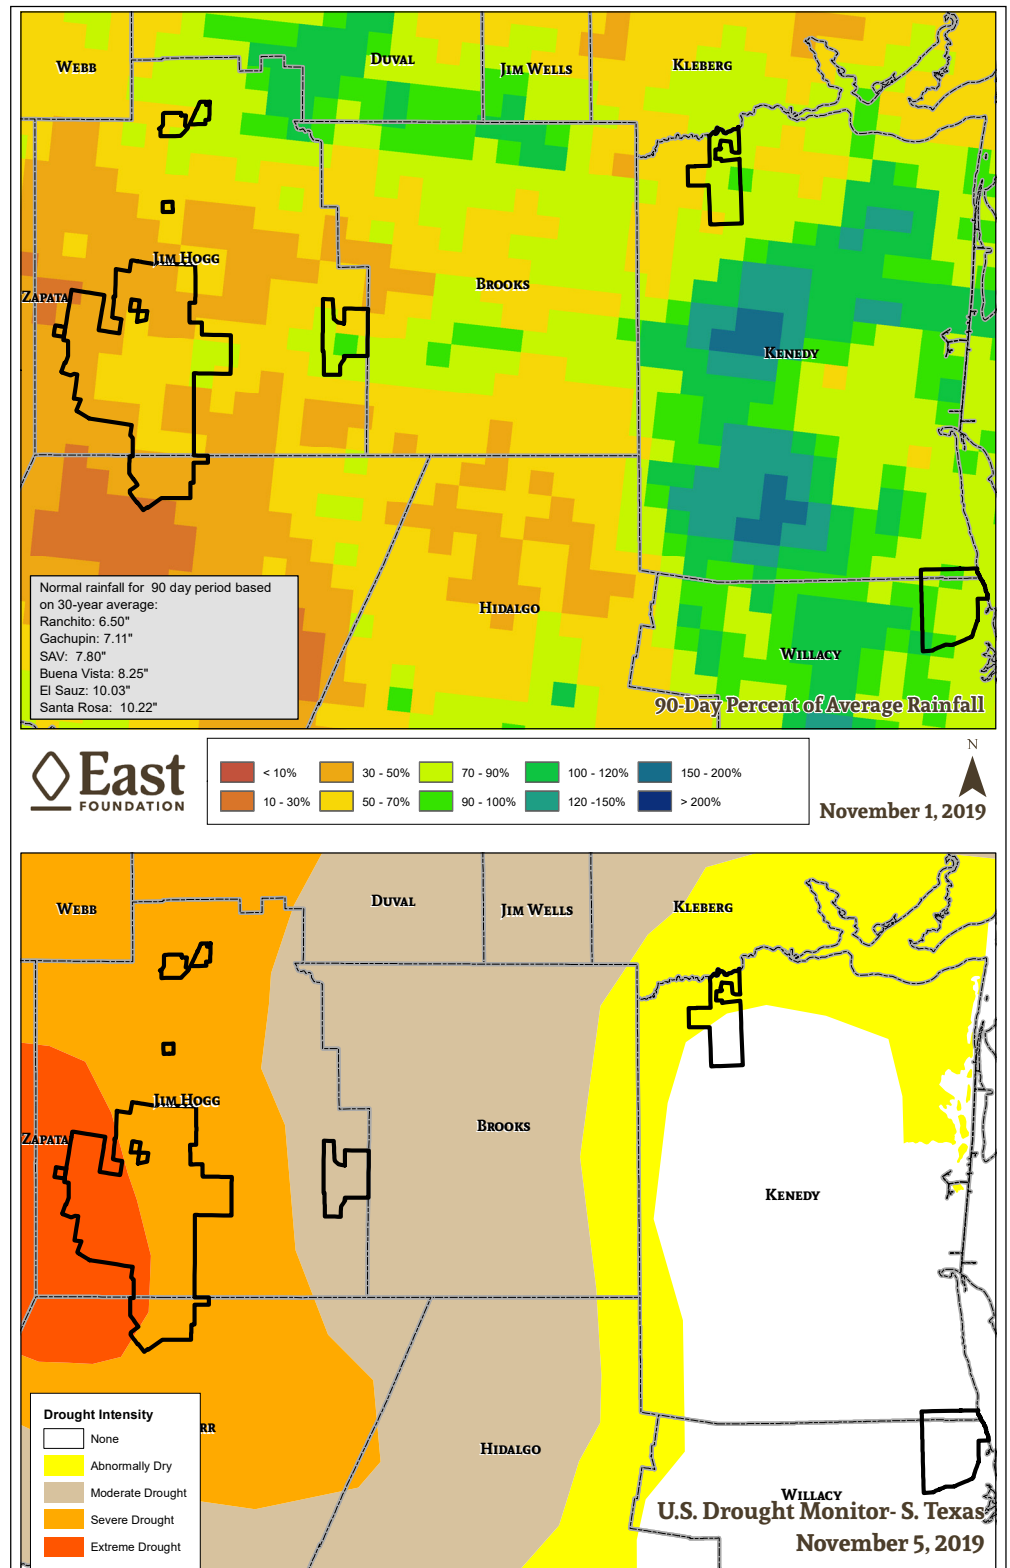 WEBB
DUVAL
JIM WELLS
KLEBERG
JIM HOGG
ZAPATA
BROOKS
KENEDY
HIDALGO
WILLACY
Normal rainfall for 90 day period based
on 30-year average:
Ranchito: 6.50"
Gachupin: 7.11"
SAV: 7.80"
Buena Vista: 8.25"
El Sauz: 10.03"
Santa Rosa: 10.22"
90-Day Percent of Average Rainfall
East
FOUNDATION
< 10%
30 - 50%
70 - 90%
100 - 120%
150 - 200%
10 - 30%
50 - 70%
90 - 100%
120 -150%
> 200%
N
November 1, 2019
WEBB
DUVAL
JIM WELLS
KLEBERG
JIM HOGG
ZAPATA
BROOKS
KENEDY
RR
HIDALGO
WILLACY
Drought Intensity
None
Abnormally Dry
Moderate Drought
Severe Drought
Extreme Drought
U.S. Drought Monitor- S. Texas
November 5, 2019